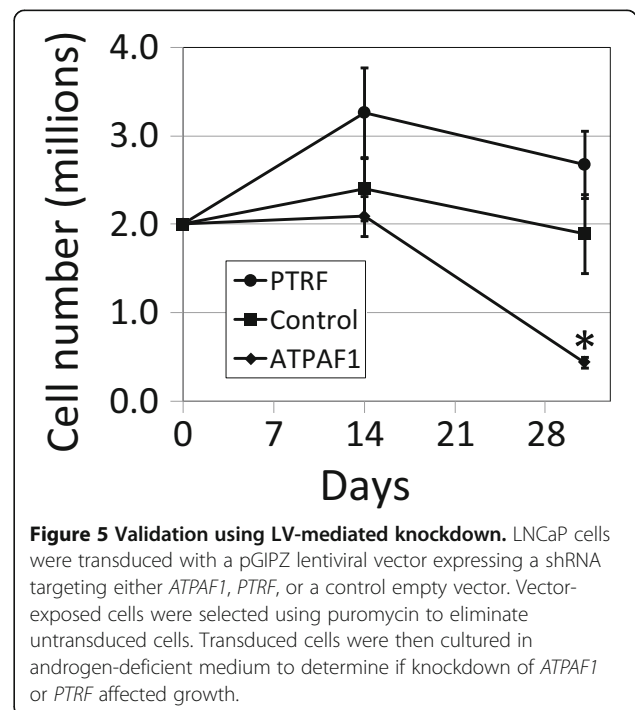 4.0
3.0
2.0
1.0
0.0
Cell number (millions)
PTRF
Control
ATPAF1
*
0 7 14 21 28
Days
Figure 5 Validation using LV-mediated knockdown. LNCaP cells
were transduced with a pGIPZ lentiviral vector expressing a shRNA
targeting either ATPAF1, PTRF, or a control empty vector. Vector-
exposed cells were selected using puromycin to eliminate
untransduced cells. Transduced cells were then cultured in
androgen-deficient medium to determine if knockdown of ATPAF1
or PTRF affected growth.